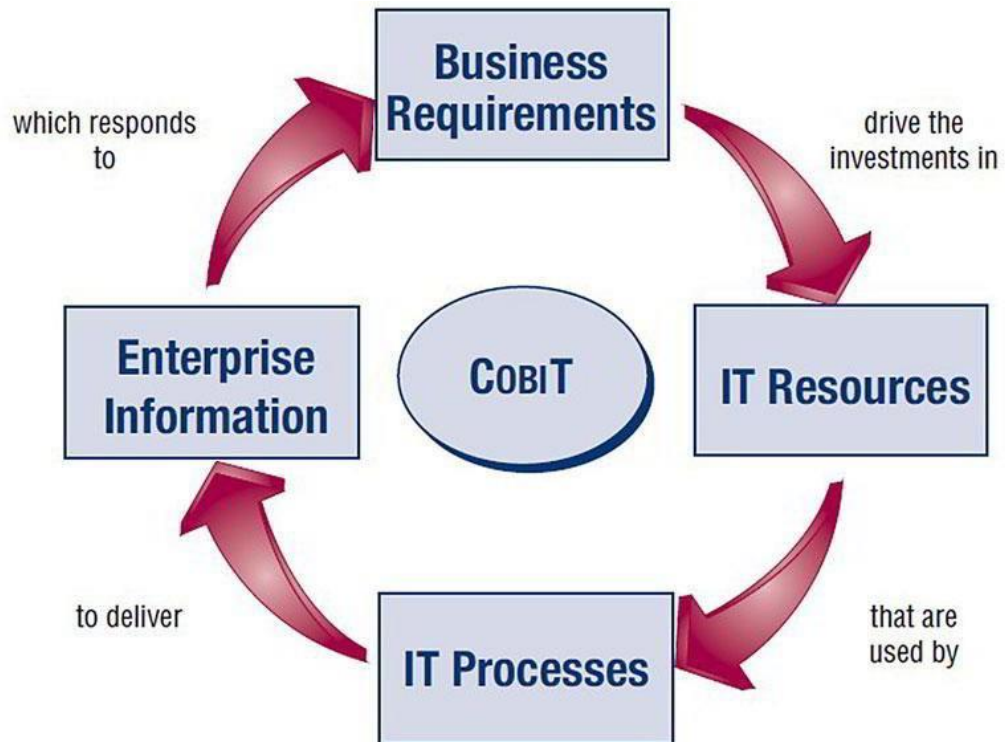 Business
Requirements
which responds
to
drive the
investments in
Enterprise
Information
COBIT
IT Resources
to deliver
that are
used by
IT Processes